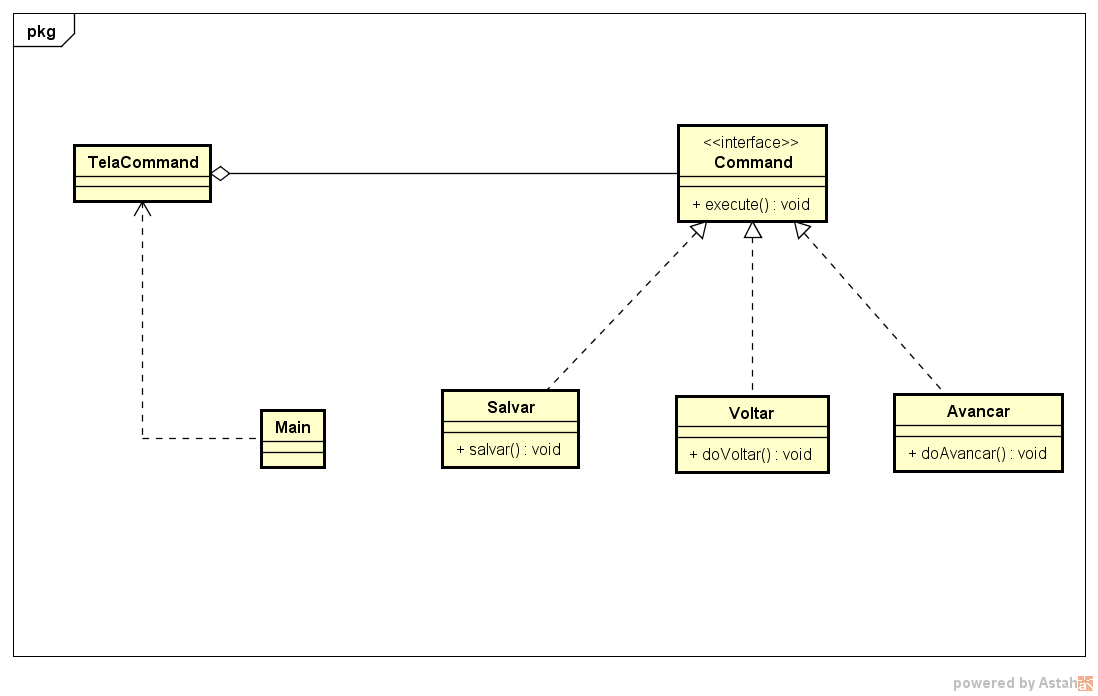 pkg
TelaCommand
<<interface>>
Command
+ execute() : void
Main
Salvar
+ salvar() : void
Voltar
+ doVoltar() : void
Avancar
+ doAvancar() : void
powered by Astah